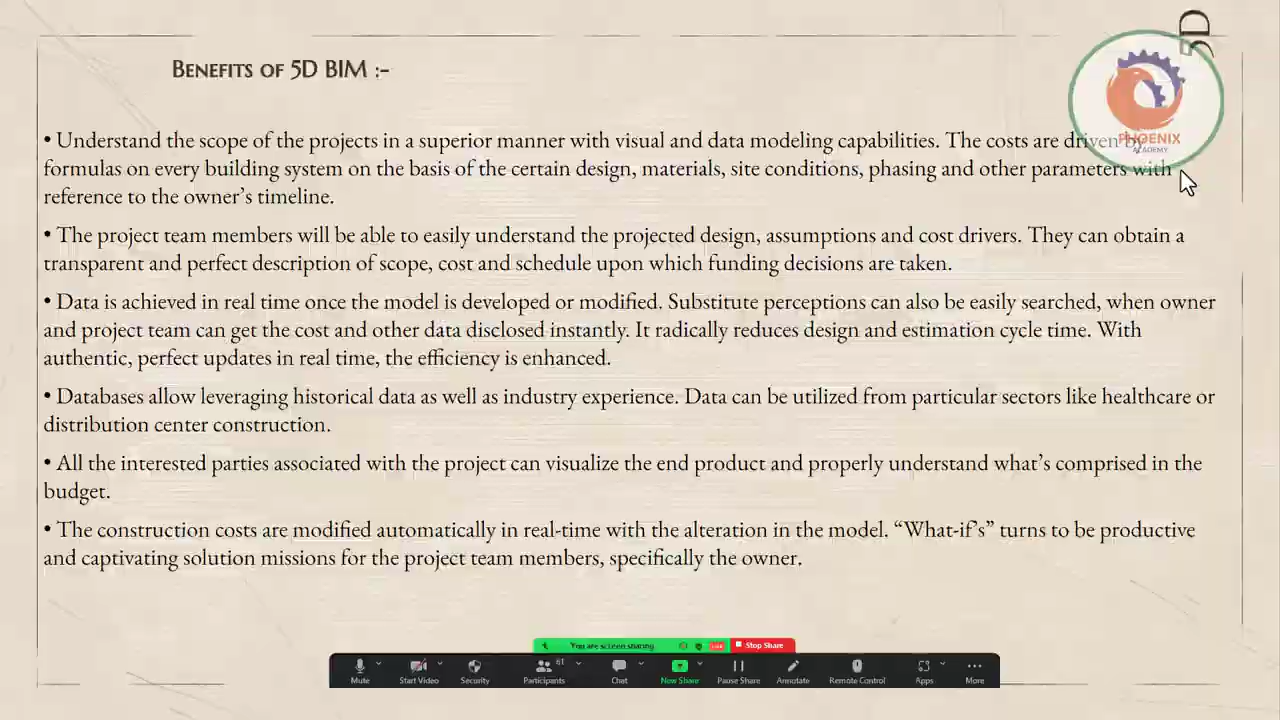 5D
BENEFITS OF 5D BIM :-
PHOENIX
ACADEMY
• Understand the scope of the projects in a superior manner with visual and data modeling capabilities. The costs are driven by
formulas on every building system on the basis of the certain design, materials, site conditions, phasing and other parameters with
reference to the owner’s timeline.
• The project team members will be able to easily understand the projected design, assumptions and cost drivers. They can obtain a
transparent and perfect description of scope, cost and schedule upon which funding decisions are taken.
• Data is achieved in real time once the model is developed or modified. Substitute perceptions can also be easily searched, when owner
and project team can get the cost and other data disclosed instantly. It radically reduces design and estimation cycle time. With
authentic, perfect updates in real time, the efficiency is enhanced.
• Databases allow leveraging historical data as well as industry experience. Data can be utilized from particular sectors like healthcare or
distribution center construction.
• All the interested parties associated with the project can visualize the end product and properly understand what’s comprised in the
budget.
• The construction costs are modified automatically in real-time with the alteration in the model. “What-if’s” turns to be productive
and captivating solution missions for the project team members, specifically the owner.
You are screen sharing Stop Share
61
Mute Start Video Security Participants Chat New Share Pause Share Annotate Remote Control Apps More